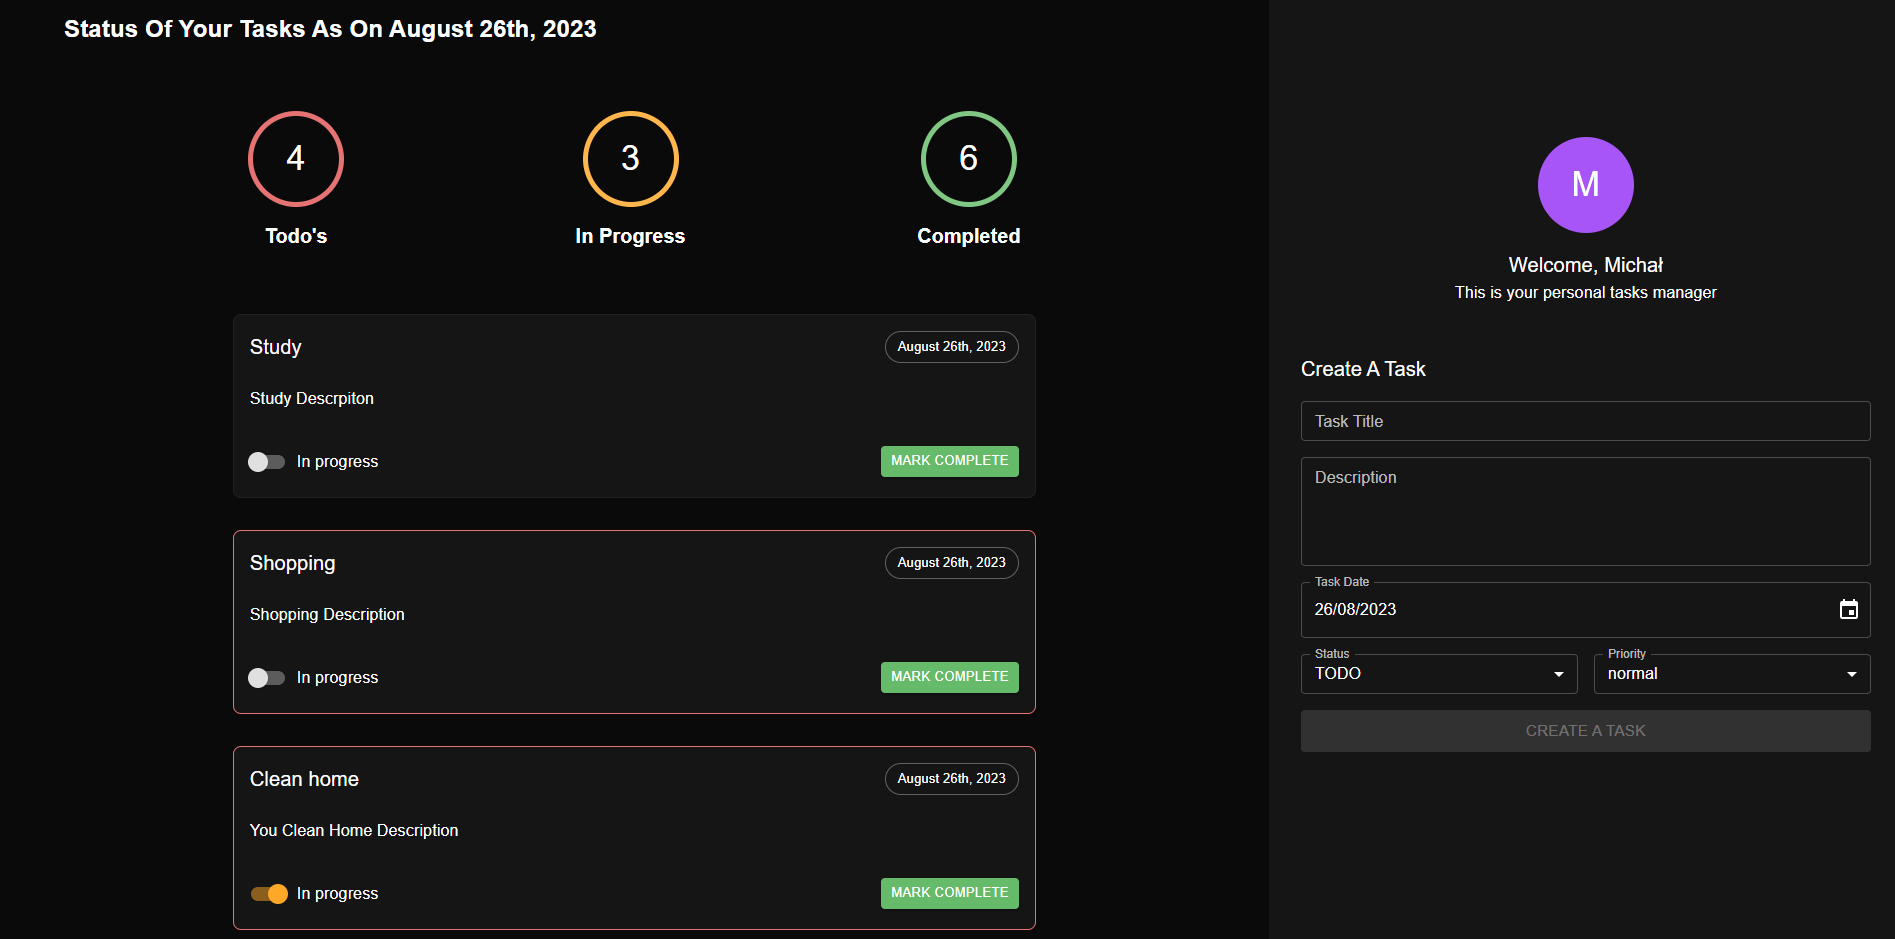 Status Of Your Tasks As On August 26th, 2023
4
Todo's
3
In Progress
6
Completed
Study
August 26th, 2023
Study Descrpiton
In progress
MARK COMPLETE
Shopping
August 26th, 2023
Shopping Description
In progress
MARK COMPLETE
Clean home
August 26th, 2023
You Clean Home Description
In progress
MARK COMPLETE
M
Welcome, Michał
This is your personal tasks manager
Create A Task
Task Title
Description
Task Date
26/08/2023
Status
TODO
Priority
normal
CREATE A TASK